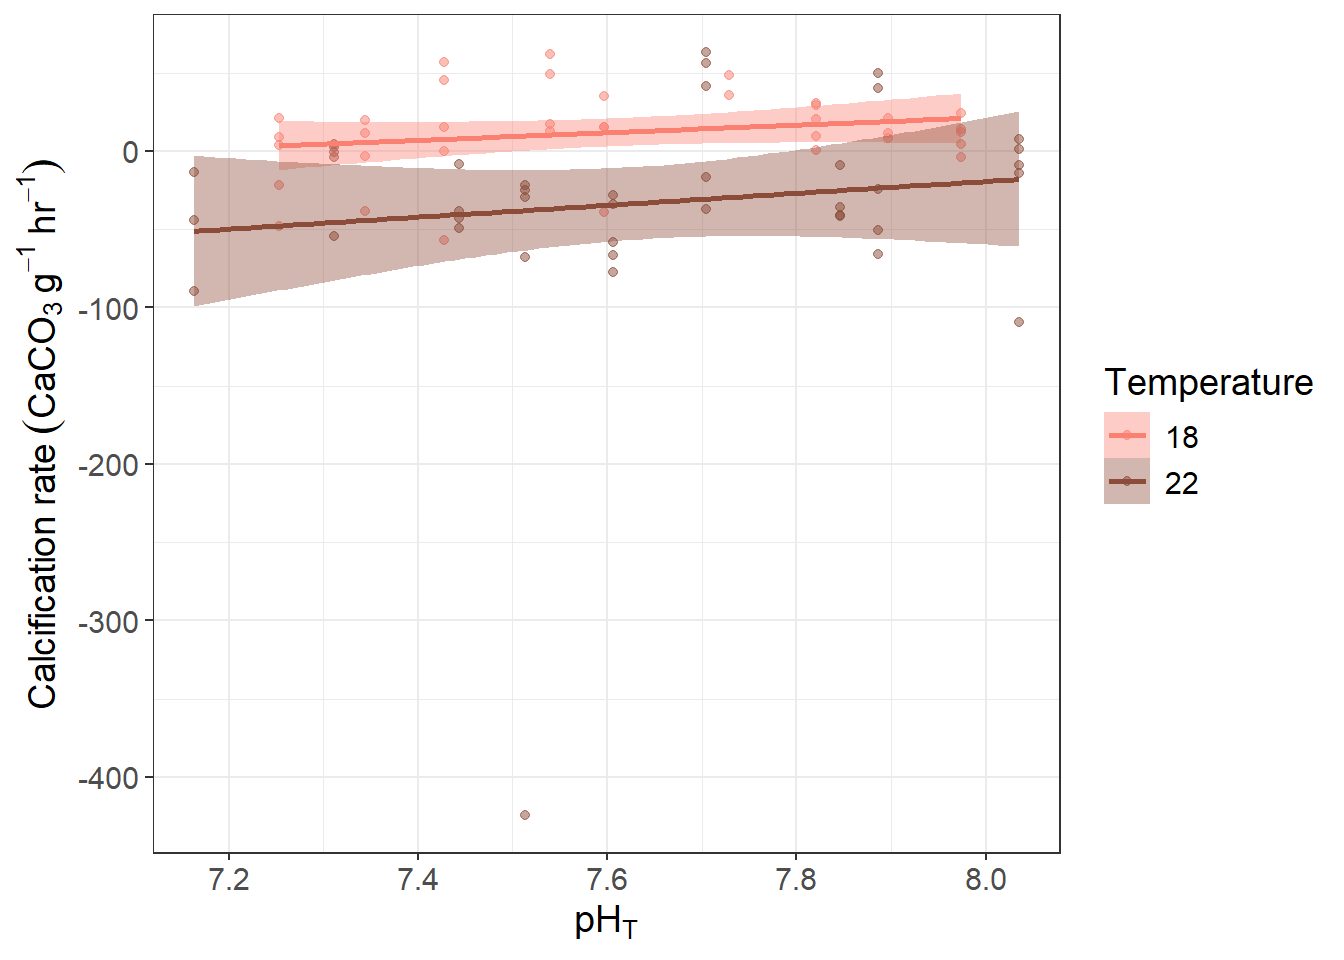 Calcification rate (CaCO₃ g⁻¹ hr⁻¹)
0
-100
-200
-300
-400
7.2 7.4 7.6 7.8 8.0
pH_T
Temperature
18
22